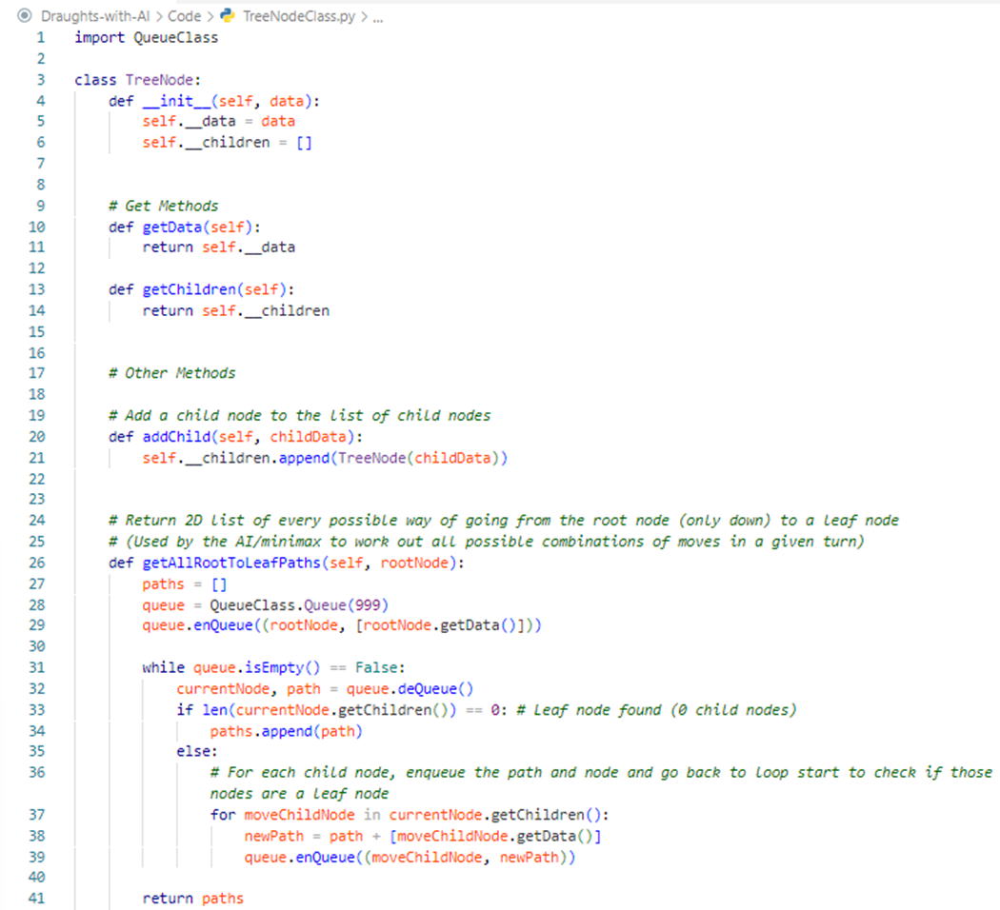 Draughts-with-AI > Code > TreeNodeClass.py > ...
1 import QueueClass
2
3 class TreeNode:
4     def __init__(self, data):
5         self.__data = data
6         self.__children = []
7
8
9     # Get Methods
10     def getData(self):
11         return self.__data
12
13     def getChildren(self):
14         return self.__children
15
16
17     # Other Methods
18
19     # Add a child node to the list of child nodes
20     def addChild(self, childData):
21         self.__children.append(TreeNode(childData))
22
23
24     # Return 2D list of every possible way of going from the root node (only down) to a leaf node
25     # (Used by the AI/minimax to work out all possible combinations of moves in a given turn)
26     def getAllRootToLeafPaths(self, rootNode):
27         paths = []
28         queue = QueueClass.Queue(999)
29         queue.enQueue((rootNode, [rootNode.getData()]))
30
31         while queue.isEmpty() == False:
32             currentNode, path = queue.deQueue()
33             if len(currentNode.getChildren()) == 0: # Leaf node found (0 child nodes)
34                 paths.append(path)
35             else:
36                 # For each child node, enqueue the path and node and go back to loop start to check if those
nodes are a leaf node
37                 for moveChildNode in currentNode.getChildren():
38                     newPath = path + [moveChildNode.getData()]
39                     queue.enQueue((moveChildNode, newPath))
40
41         return paths